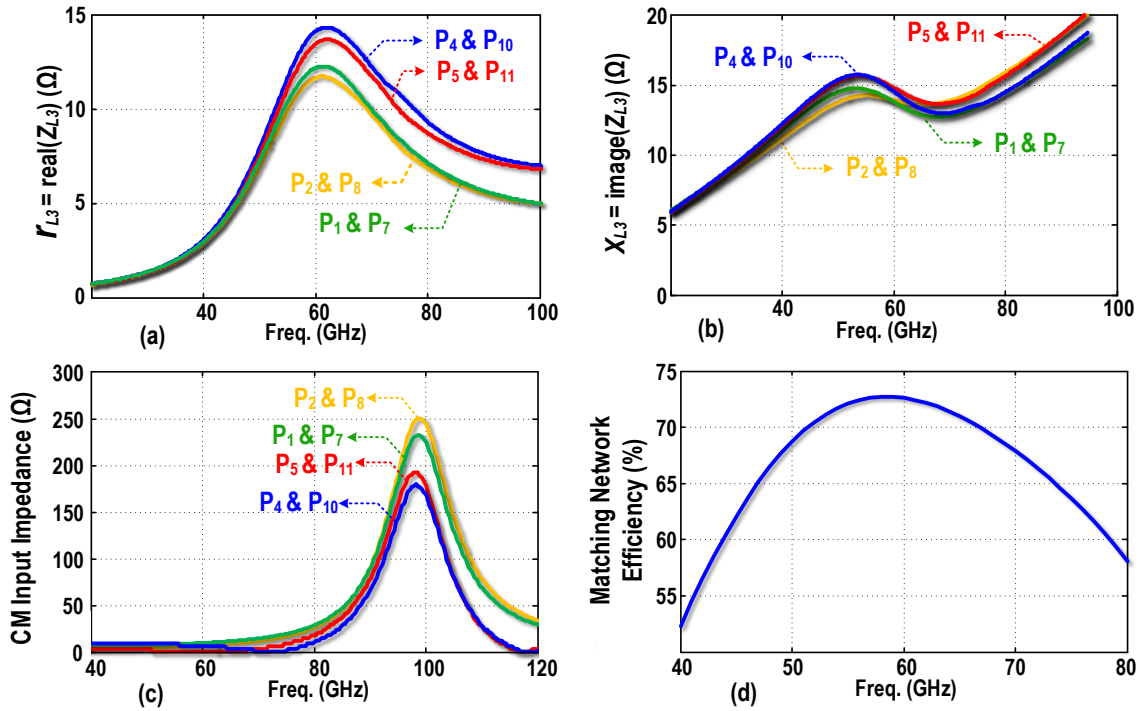 15
10
5
0
r_L3 = real(Z_L3) (Ω)
P4 & P10
P5 & P11
P2 & P8
P1 & P7
40
60
80
100
Freq. (GHz)
(a)
20
15
10
5
0
X_L3 = image(Z_L3) (Ω)
P5 & P11
P4 & P10
P1 & P7
P2 & P8
40
60
80
100
Freq. (GHz)
(b)
300
250
200
150
100
50
0
CM Input Impedance (Ω)
P2 & P8
P1 & P7
P5 & P11
P4 & P10
40
60
80
100
120
Freq. (GHz)
(c)
75
70
65
60
55
Matching Network
Efficiency (%)
40
50
60
70
80
Freq. (GHz)
(d)